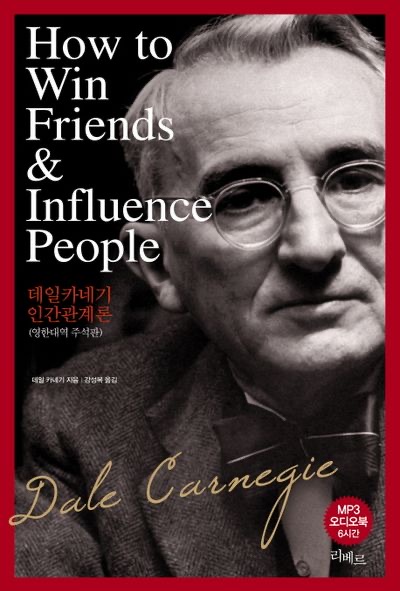 How to
Win
Friends
&
Influence
People
데일카네기
인간관계론
(영한대역 주석판)
데일 카네기 지음 | 강성복 옮김
Dale Carnegie
MP3
오디오북
6시간
리베르